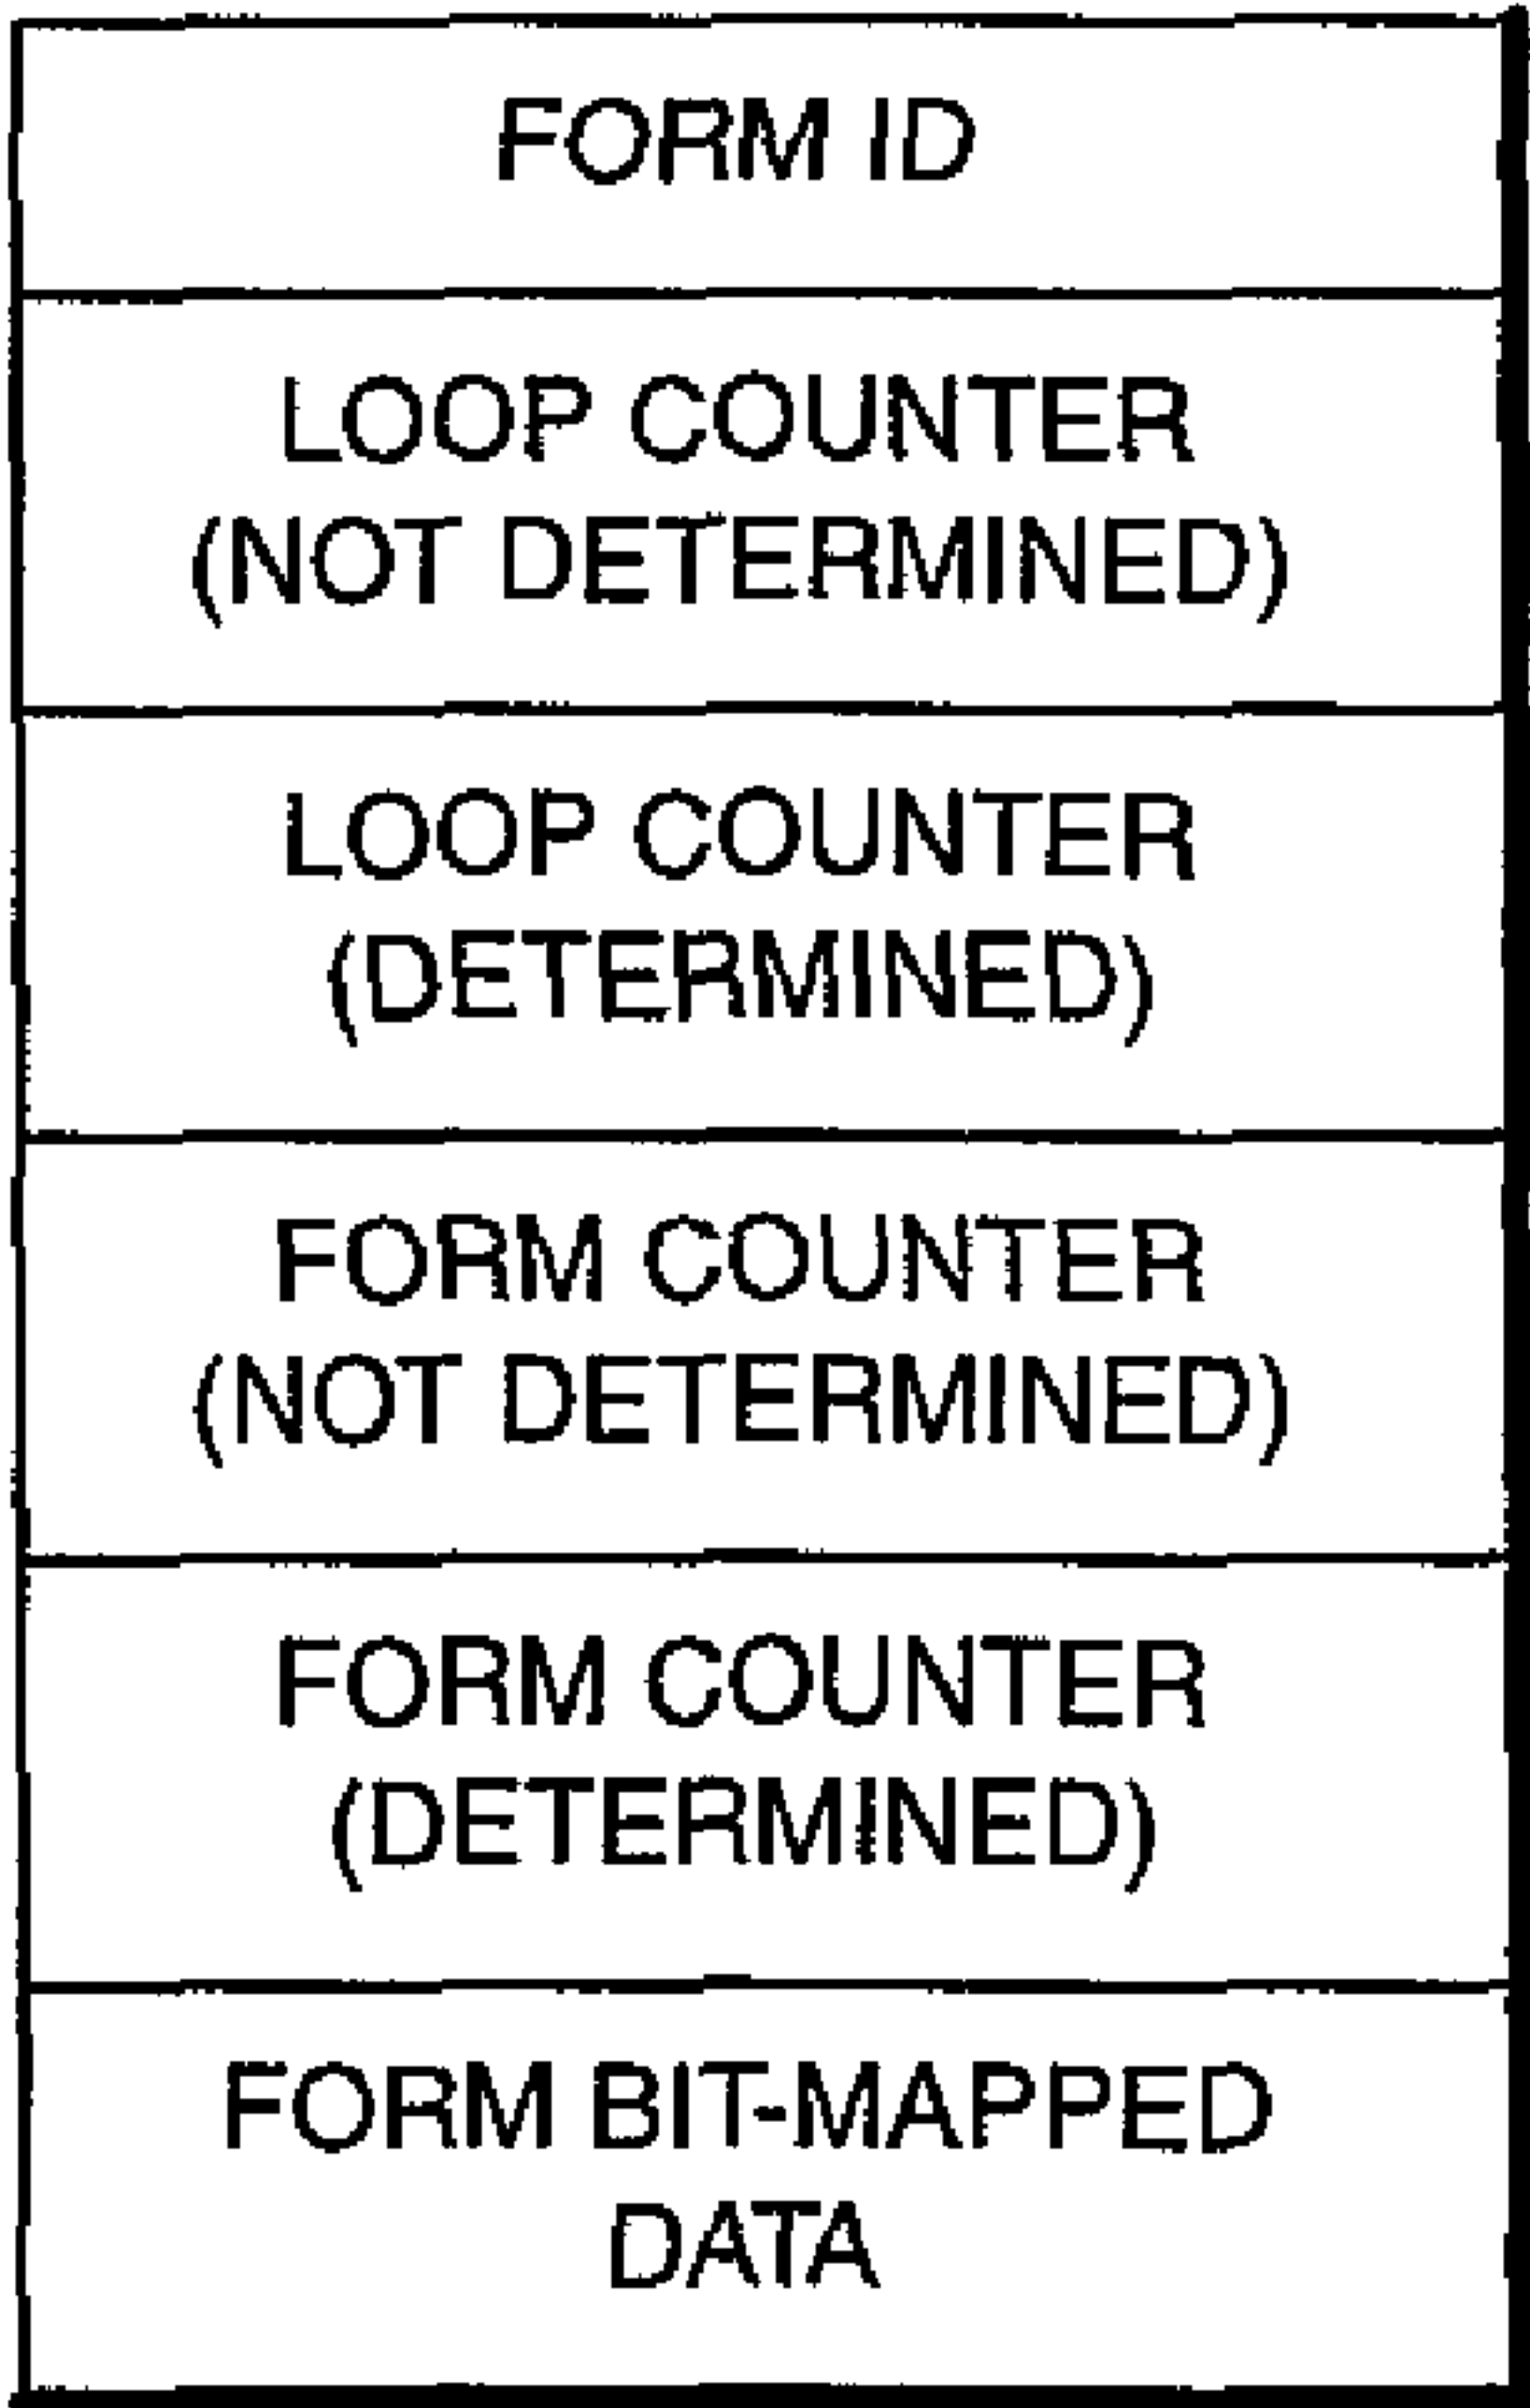 FORM ID
LOOP COUNTER
(NOT DETERMINED)
LOOP COUNTER
(DETERMINED)
FORM COUNTER
(NOT DETERMINED)
FORM COUNTER
(DETERMINED)
FORM BIT-MAPPED
DATA